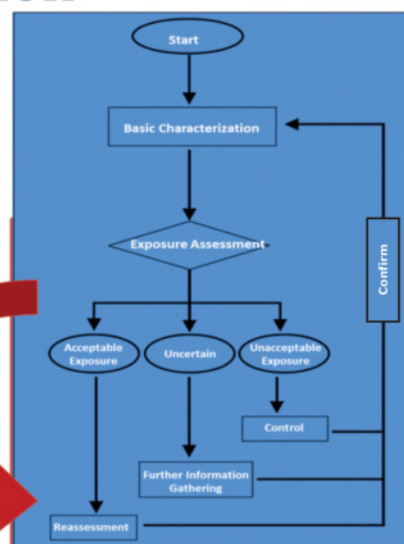 Start
Basic Characterization
Exposure Assessment
Acceptable
Exposure
Uncertain
Unacceptable
Exposure
Confirm
Control
Further Information
Gathering
Reassessment